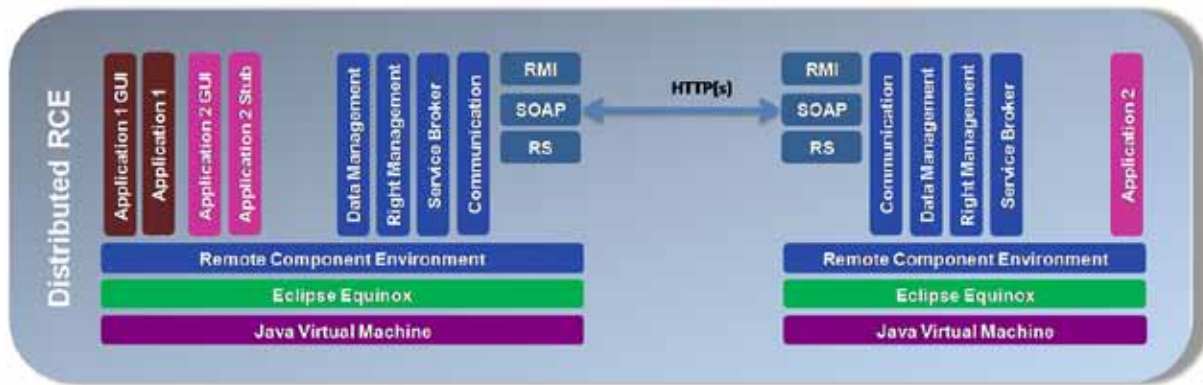 Distributed RCE
Application 1 GUI
Application 1
Application 2 GUI
Application 2 Stub
Data Management
Right Management
Service Broker
Communication
RMI
SOAP
RS
HTTP(s)
RMI
SOAP
RS
Communication
Data Management
Right Management
Service Broker
Application 2
Remote Component Environment
Eclipse Equinox
Java Virtual Machine
Remote Component Environment
Eclipse Equinox
Java Virtual Machine